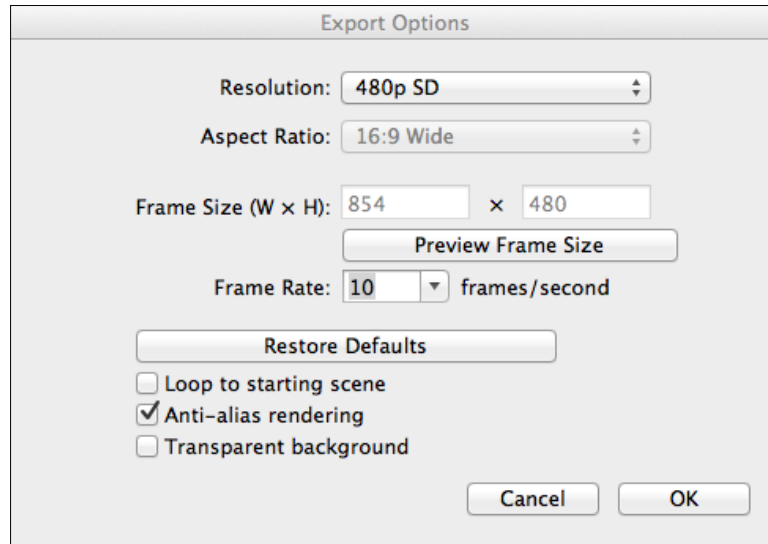 Export Options
Resolution: 480p SD
Aspect Ratio: 16:9 Wide
Frame Size (W × H): 854 × 480
Preview Frame Size
Frame Rate: 10 frames/second
Restore Defaults
Loop to starting scene
Anti-alias rendering
Transparent background
Cancel OK